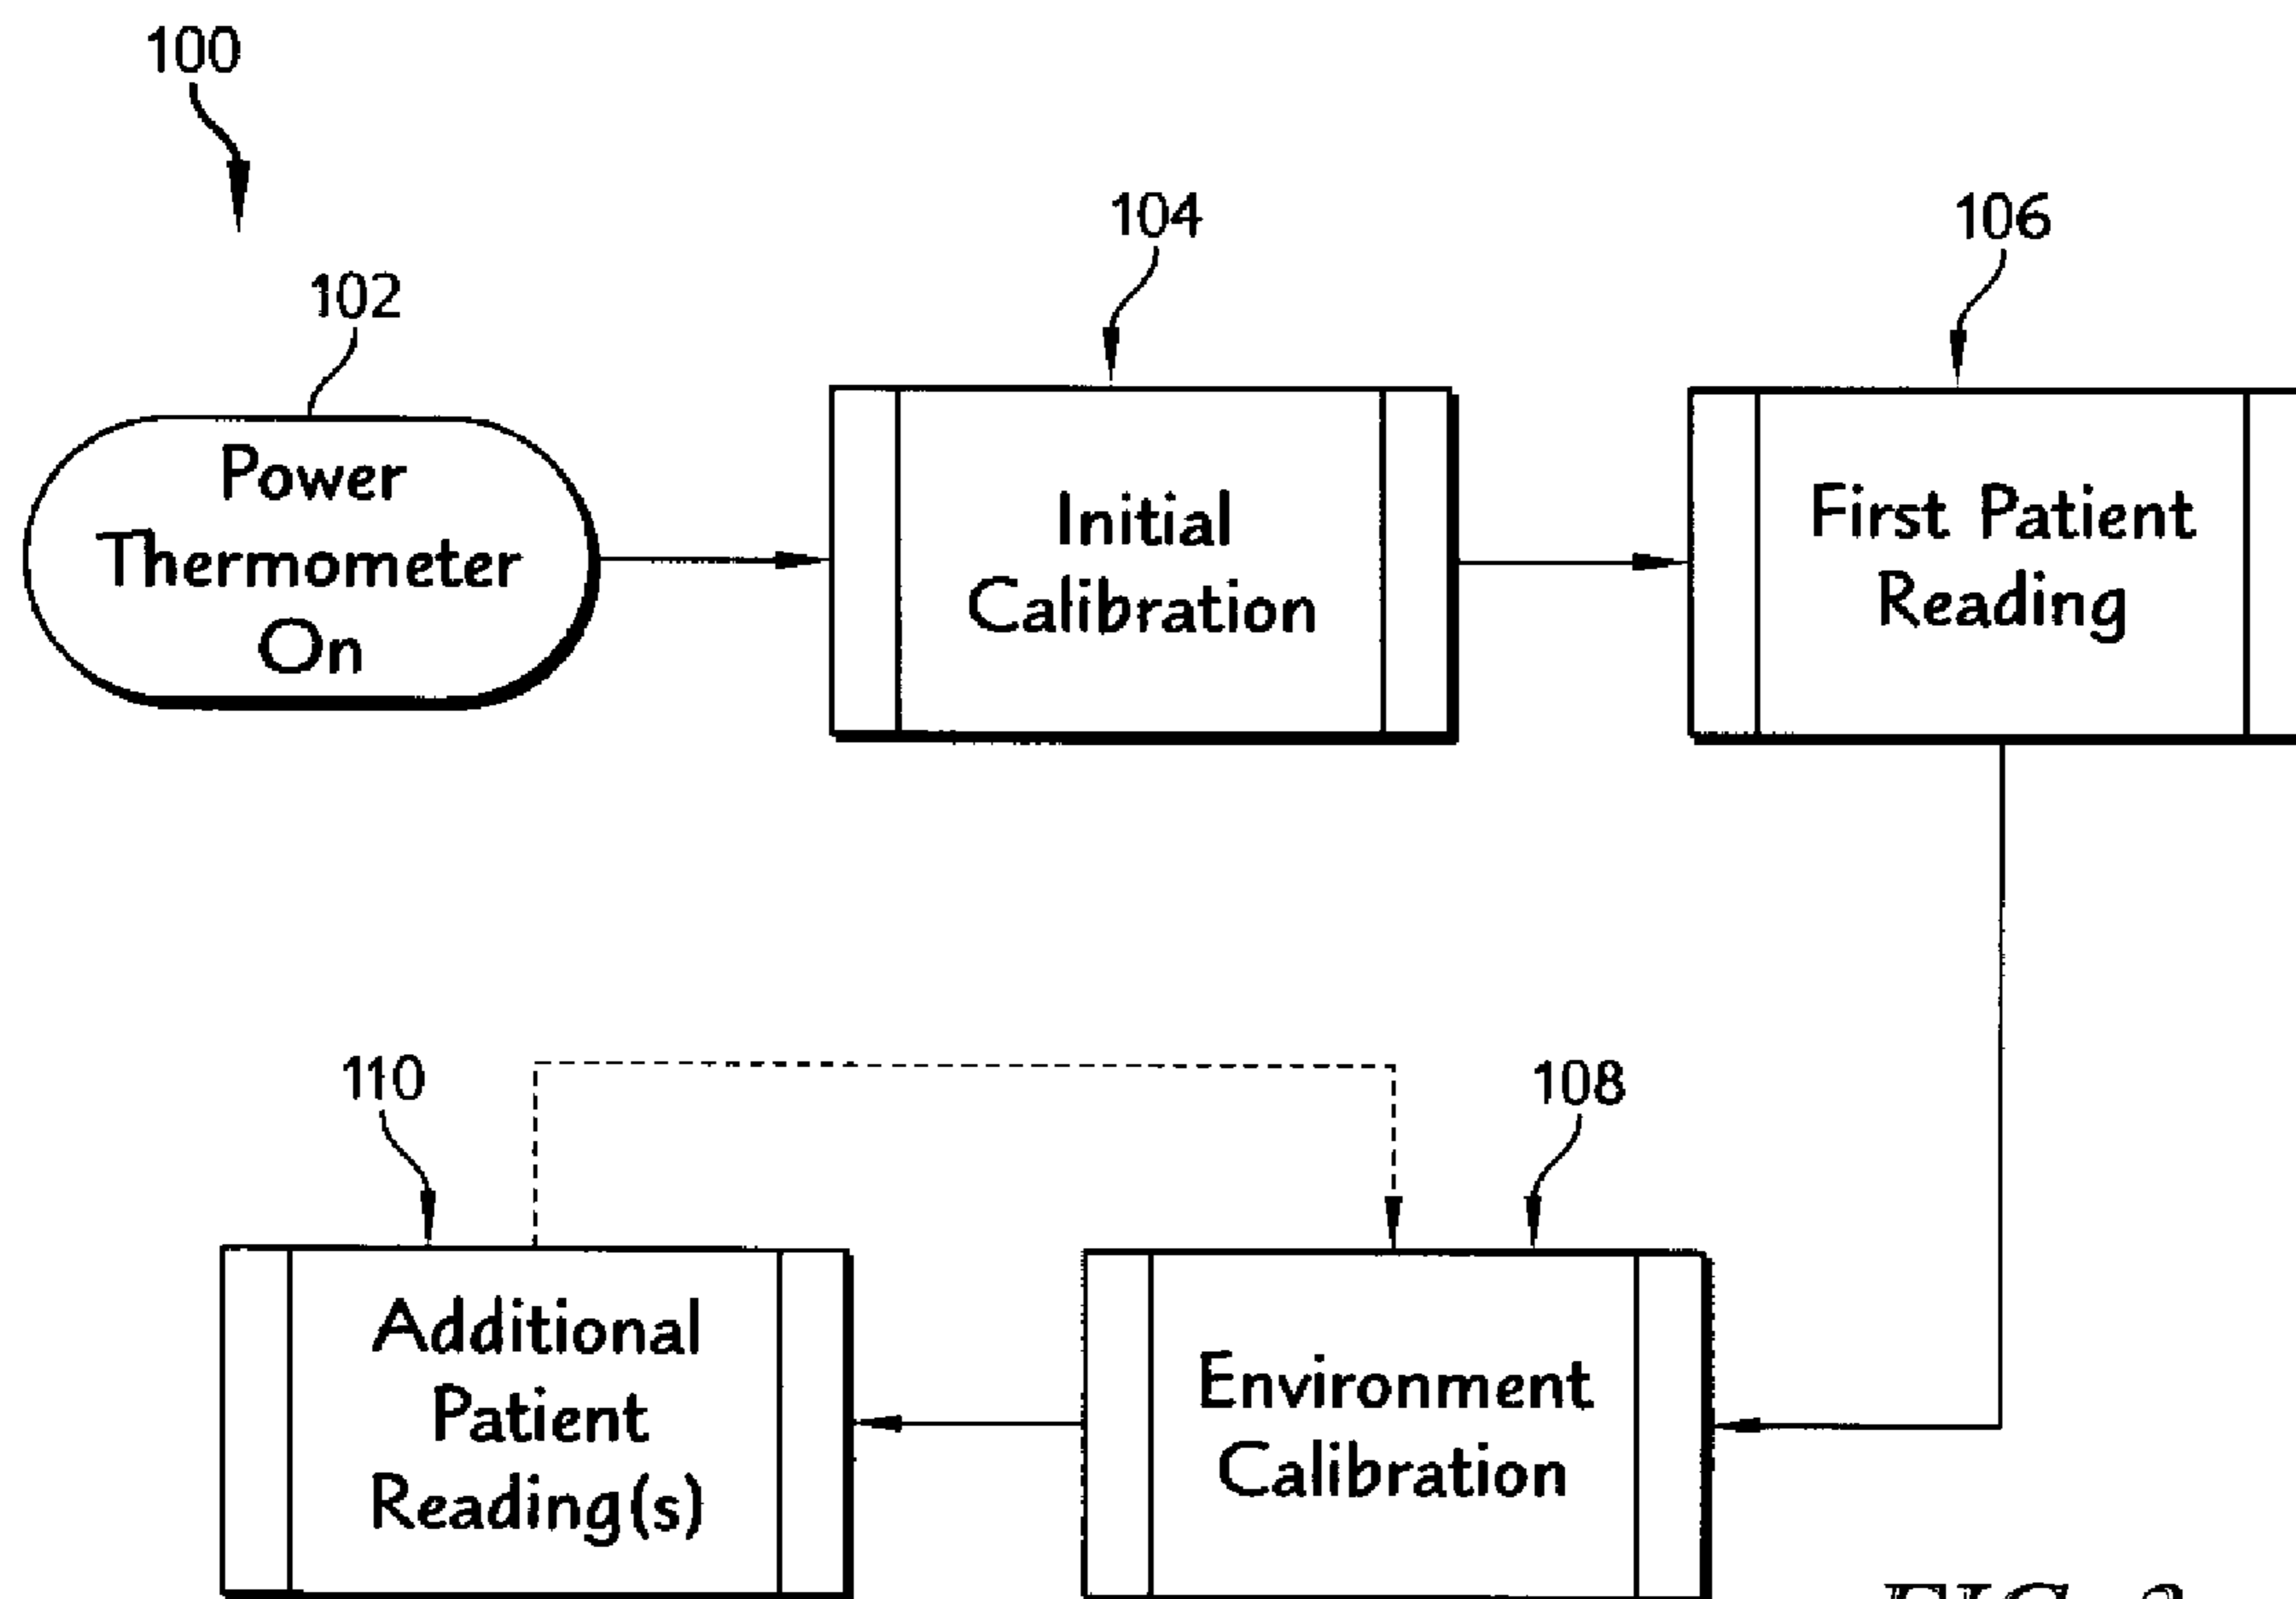 100
102
Power
Thermometer
On
104
Initial
Calibration
106
First Patient
Reading
110
Additional
Patient
Reading(s)
108
Environment
Calibration